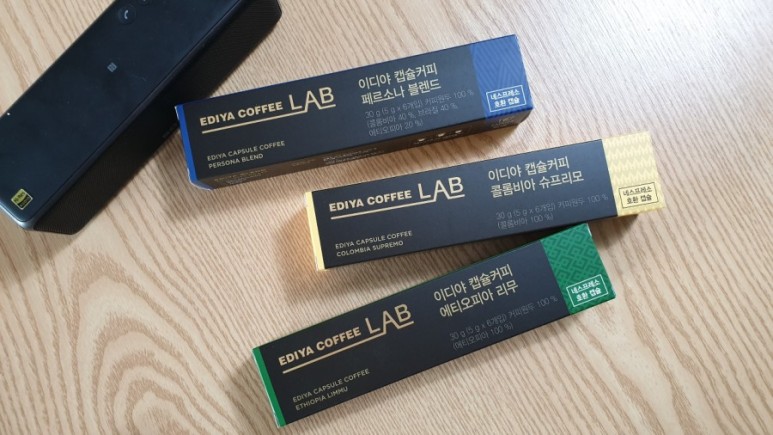 EDIYA COFFEE LAB
이디야 캡슐커피
페르소나 블렌드
30 g (5 g x 6개입) 커피원두 100 %
(콜롬비아 40 %, 브라질 40 %,
에티오피아 20 %)
EDIYA CAPSULE COFFEE
PERSONA BLEND
네스프레소
호환 캡슐
EDIYA COFFEE LAB
이디야 캡슐커피
콜롬비아 수프리모
30 g (5 g x 6개입) 커피원두 100 %
(콜롬비아 100 %)
EDIYA CAPSULE COFFEE
COLOMBIA SUPREMO
네스프레소
호환 캡슐
EDIYA COFFEE LAB
이디야 캡슐커피
에티오피아 리무
30 g (5 g x 6개입) 커피원두 100 %
(에티오피아 100 %)
EDIYA CAPSULE COFFEE
ETHIOPIA LIMMU
네스프레소
호환 캡슐